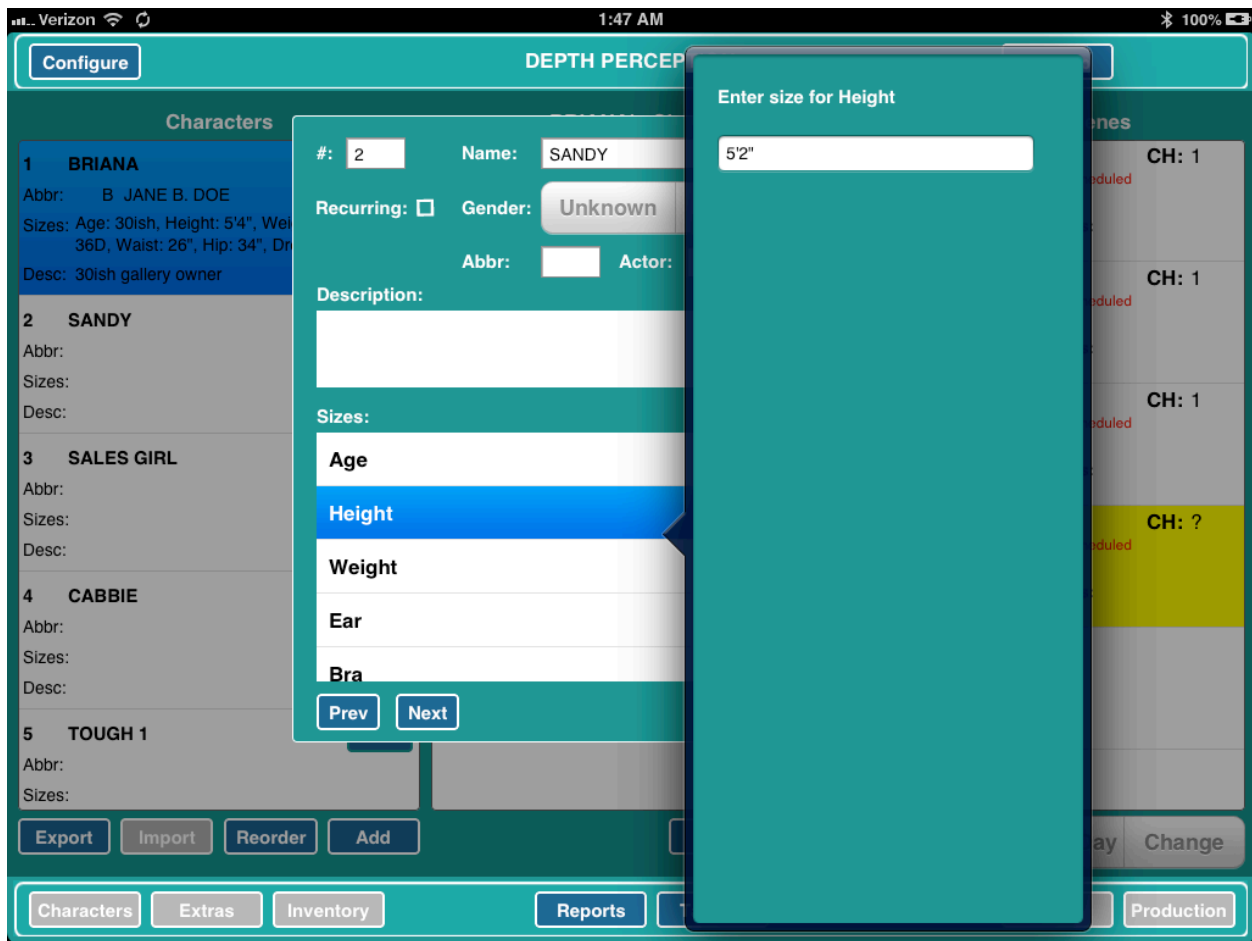 Verizon 1:47 AM 100%
Configure DEPTH PERCEP
Characters
1 BRIANA
Abbr: B JANE B. DOE
Sizes: Age: 30ish, Height: 5'4", Wei
36D, Waist: 26", Hip: 34", Dr
Desc: 30ish gallery owner
2 SANDY
Abbr:
Sizes:
Desc:
3 SALES GIRL
Abbr:
Sizes:
Desc:
4 CABBIE
Abbr:
Sizes:
Desc:
5 TOUGH 1
Abbr:
Sizes:
Export Import Reorder Add
#: 2 Name: SANDY
Recurring: Gender: Unknown
Abbr: Actor:
Description:
Sizes:
Age
Height
Weight
Ear
Bra
Prev Next
Enter size for Height
5'2"
enes
CH: 1
eduled
CH: 1
eduled
CH: 1
eduled
CH: ?
eduled
ay Change
Characters Extras Inventory Reports Production